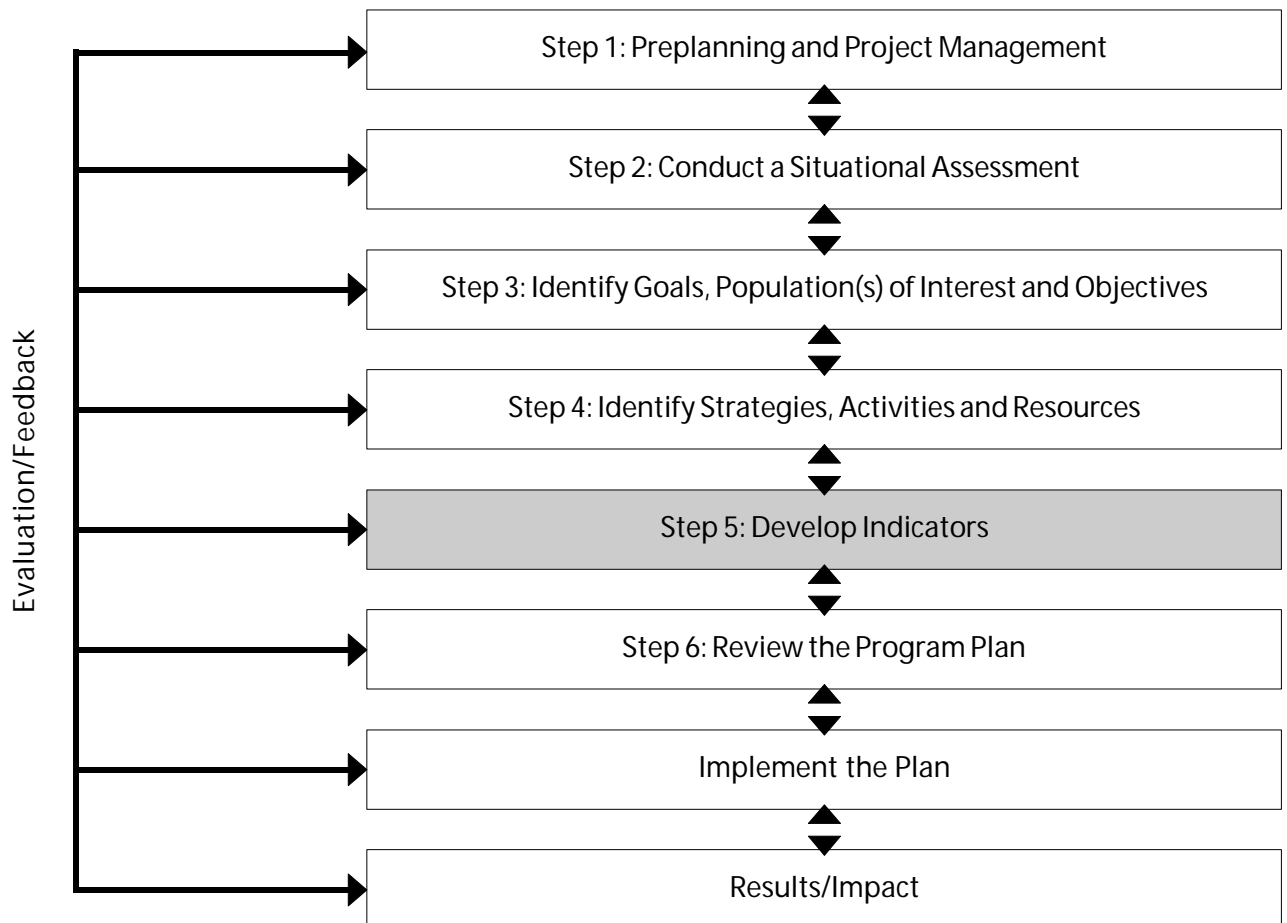 Step 1: Preplanning and Project Management
Step 2: Conduct a Situational Assessment
Step 3: Identify Goals, Population(s) of Interest and Objectives
Step 4: Identify Strategies, Activities and Resources
Step 5: Develop Indicators
Step 6: Review the Program Plan
Implement the Plan
Results/Impact
Evaluation/Feedback